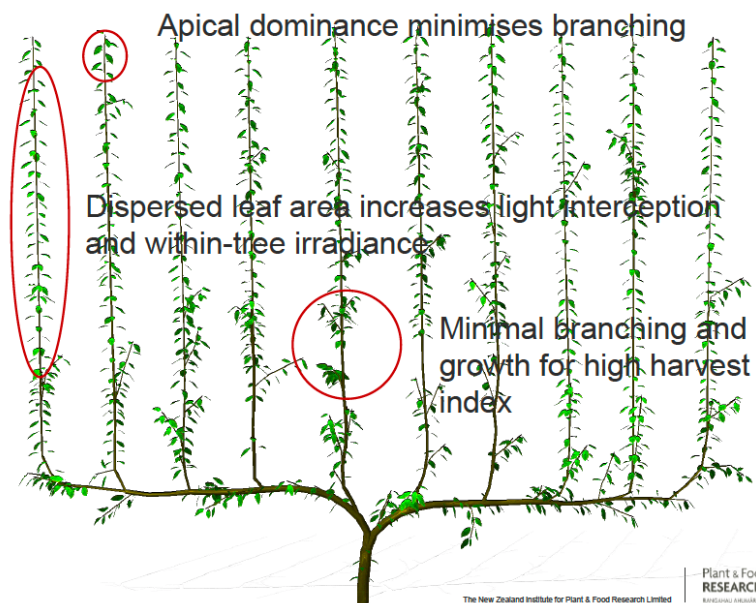 Apical dominance minimises branching
Dispersed leaf area increases light interception
and within-tree irradiance
Minimal branching and
growth for high harvest
index
The New Zealand Institute for Plant & Food Research Limited
Plant & Foo
RESEARCH